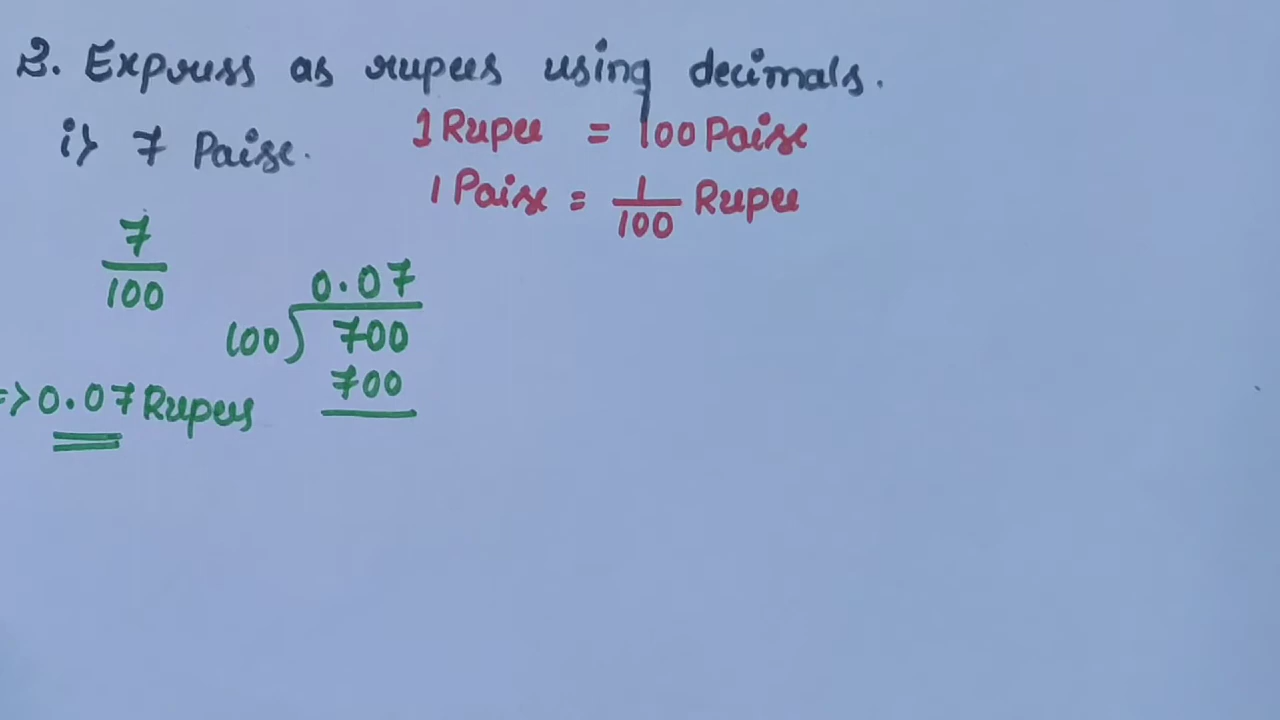 2. Express as rupees using decimals.
i) 7 Paise.
1 Rupee = 100 Paise
1 Paise = 1/100 Rupee
7/100
0.07
100) 700
700
=> 0.07 Rupees